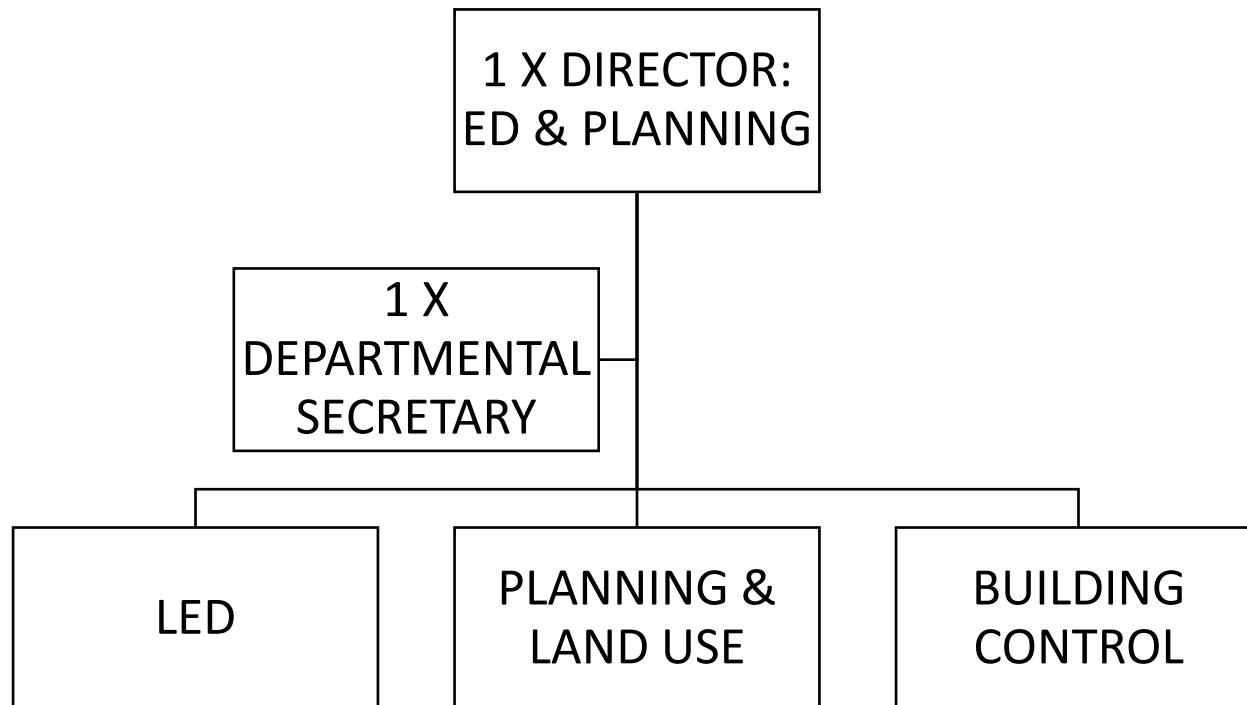 1 X DIRECTOR:
ED & PLANNING
1 X
DEPARTMENTAL
SECRETARY
LED
PLANNING &
LAND USE
BUILDING
CONTROL